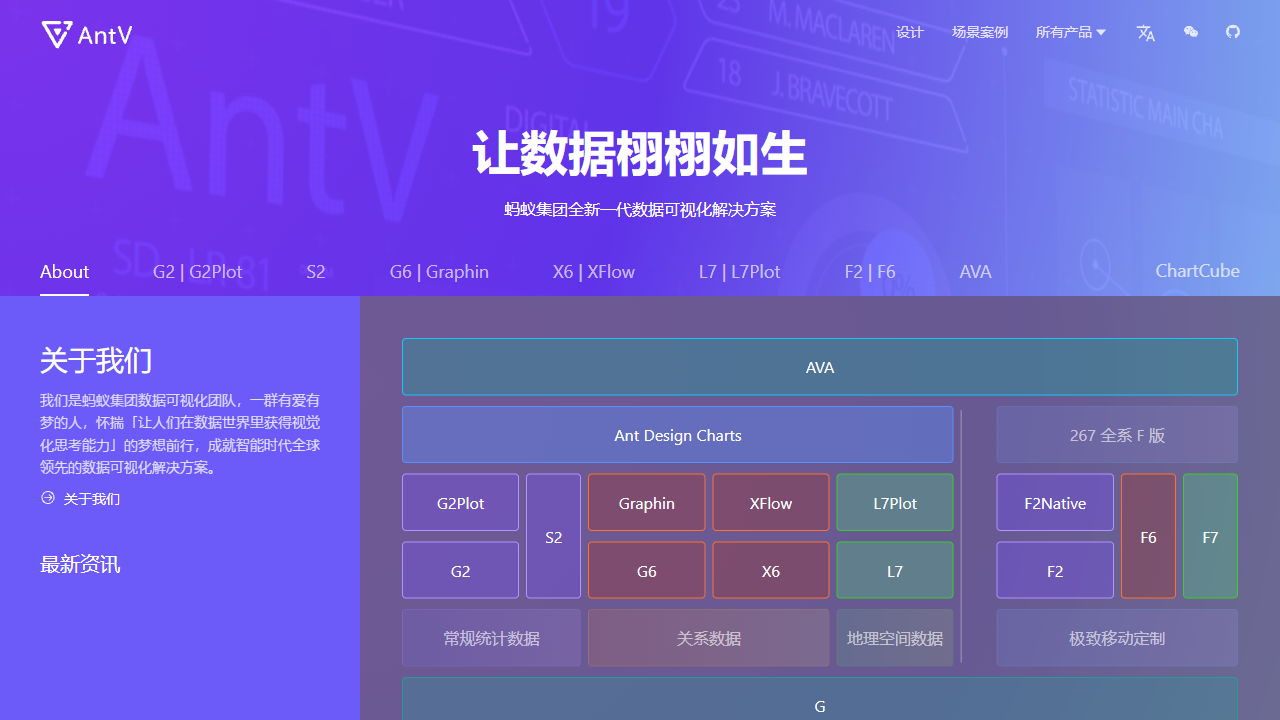 AntV
设计
场景案例
所有产品
19
M. MACLAREN
18 J. BRAVECOTT
STATISTIC MAIN CHA
DIGITAL
AntV
让数据栩栩如生
蚂蚁集团全新一代数据可视化解决方案
About
G2 | G2Plot
S2
G6 | Graphin
X6 | XFlow
L7 | L7Plot
F2 | F6
AVA
ChartCube
关于我们
我们是蚂蚁集团数据可视化团队，一群有爱有
梦的人，怀揣「让人们在数据世界里获得视觉
化思考能力」的梦想前行，成就智能时代全球
领先的数据可视化解决方案。
关于我们
最新资讯
AVA
Ant Design Charts
267 全系 F 版
G2Plot
S2
Graphin
XFlow
L7Plot
F2Native
F6
F7
G2
G6
X6
L7
F2
常规统计数据
关系数据
地理空间数据
极致移动定制
G